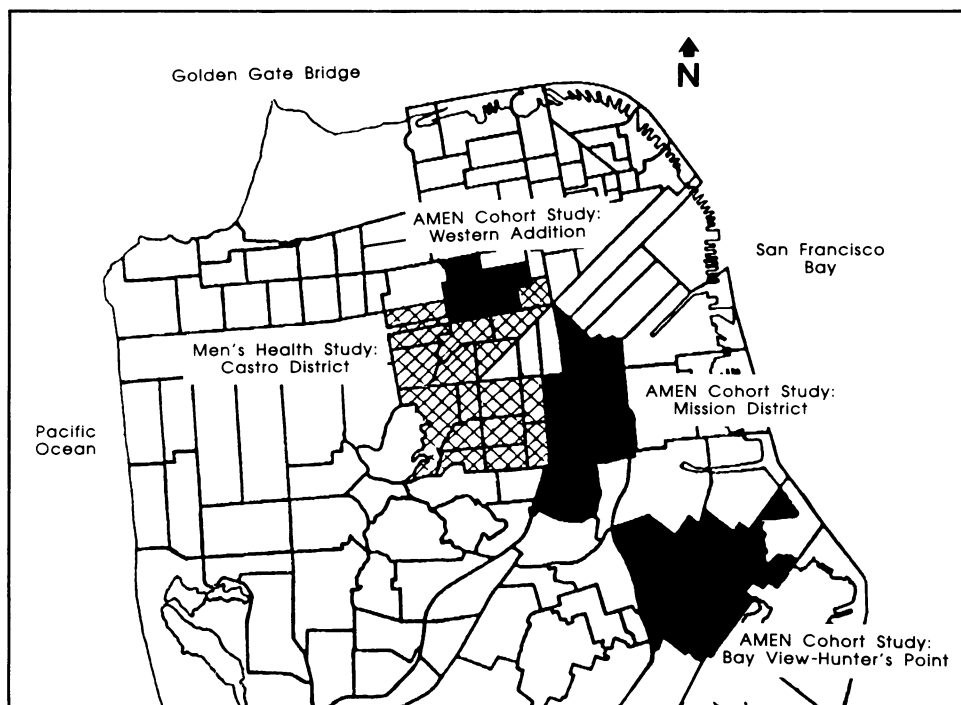 N
Golden Gate Bridge
AMEN Cohort Study:
Western Addition
San Francisco
Bay
Men's Health Study:
Castro District
AMEN Cohort Study:
Mission District
Pacific
Ocean
AMEN Cohort Study:
Bay View-Hunter's Point